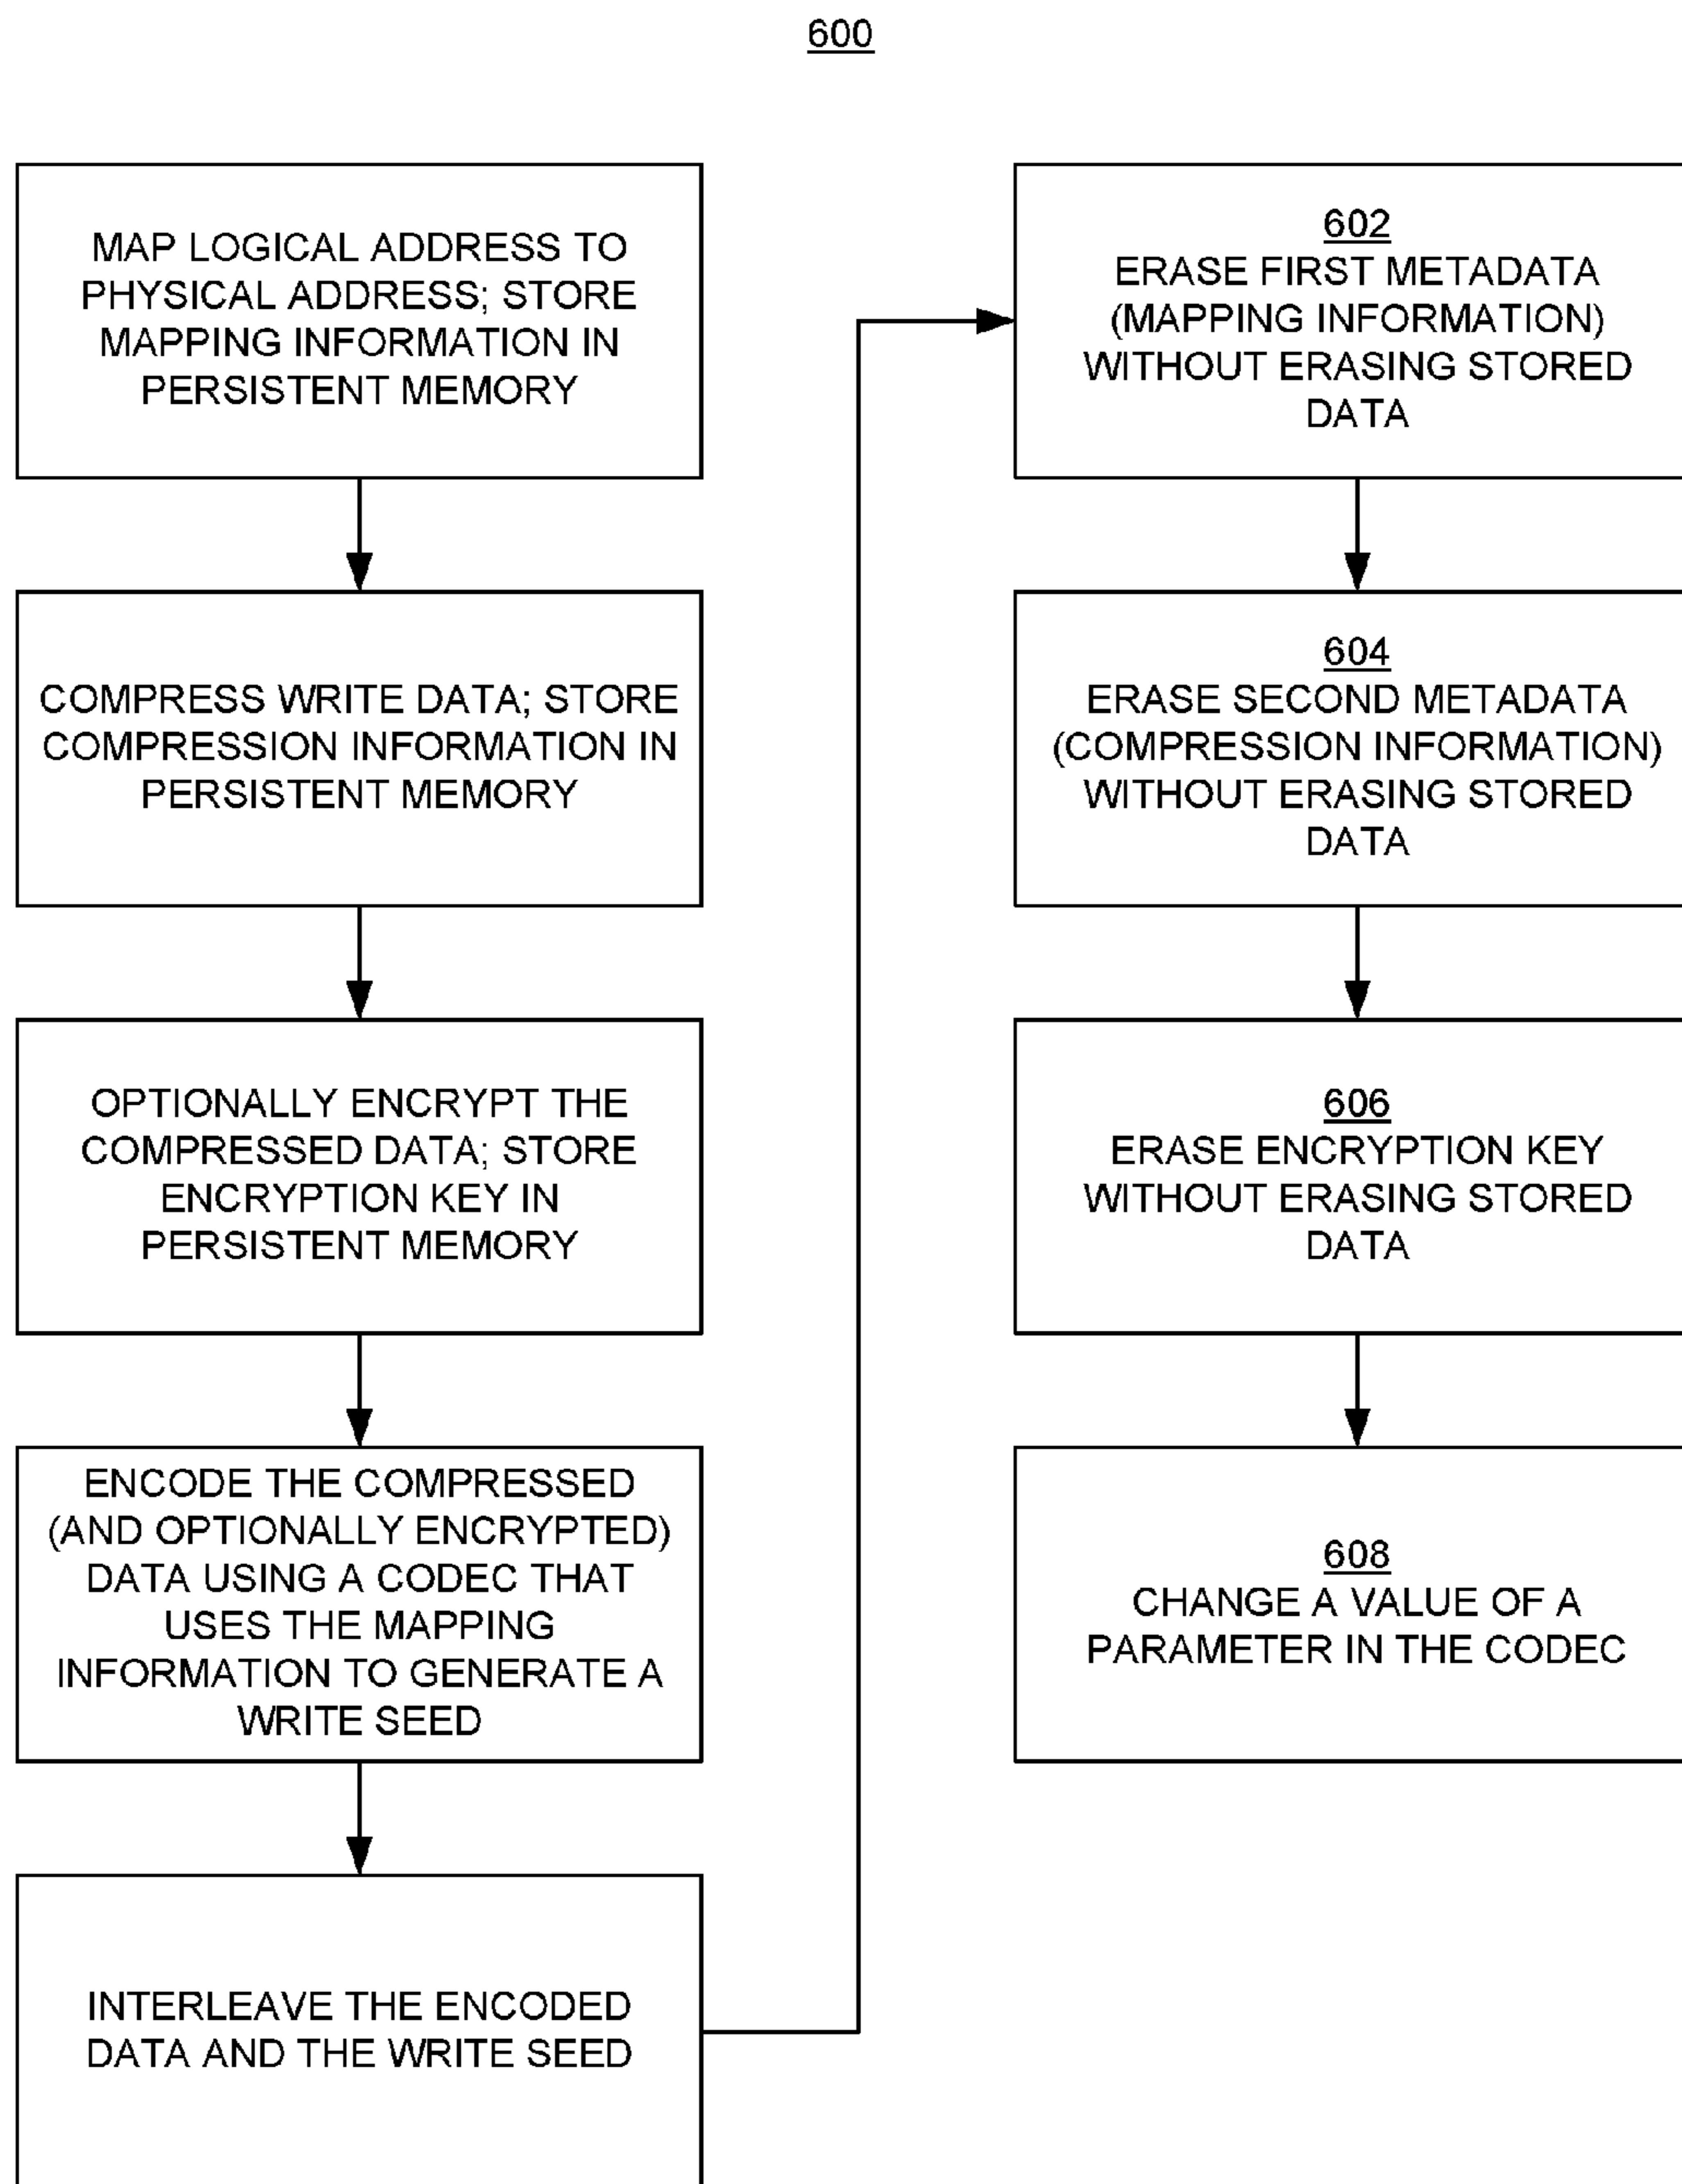 600
MAP LOGICAL ADDRESS TO
PHYSICAL ADDRESS; STORE
MAPPING INFORMATION IN
PERSISTENT MEMORY
COMPRESS WRITE DATA; STORE
COMPRESSION INFORMATION IN
PERSISTENT MEMORY
OPTIONALLY ENCRYPT THE
COMPRESSED DATA; STORE
ENCRYPTION KEY IN
PERSISTENT MEMORY
ENCODE THE COMPRESSED
(AND OPTIONALLY ENCRYPTED)
DATA USING A CODEC THAT
USES THE MAPPING
INFORMATION TO GENERATE A
WRITE SEED
INTERLEAVE THE ENCODED
DATA AND THE WRITE SEED
602
ERASE FIRST METADATA
(MAPPING INFORMATION)
WITHOUT ERASING STORED
DATA
604
ERASE SECOND METADATA
(COMPRESSION INFORMATION)
WITHOUT ERASING STORED
DATA
606
ERASE ENCRYPTION KEY
WITHOUT ERASING STORED
DATA
608
CHANGE A VALUE OF A
PARAMETER IN THE CODEC